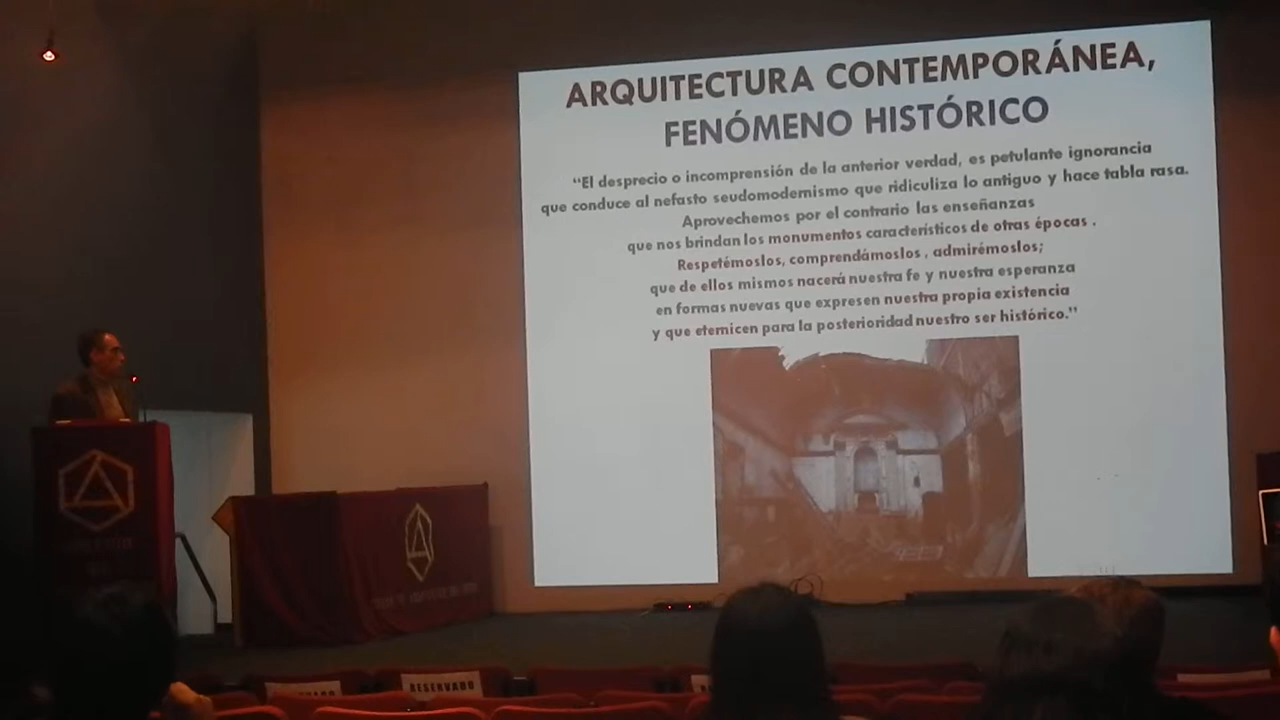 ARQUITECTURA CONTEMPORÁNEA,
FENÓMENO HISTÓRICO
“El desprecio o incomprensión de la anterior verdad, es petulante ignorancia
que conduce al nefasto seudomodernismo que ridiculiza lo antiguo y hace tabla rasa.
Aprovechemos por el contrario las enseñanzas
que nos brindan los monumentos característicos de otras épocas .
Respetémoslos, comprendámoslos , admirémoslos;
que de ellos mismos nacerá nuestra fe y nuestra esperanza
en formas nuevas que expresen nuestra propia existencia
y que eternicen para la posterioridad nuestro ser histórico.”
RESERVADO